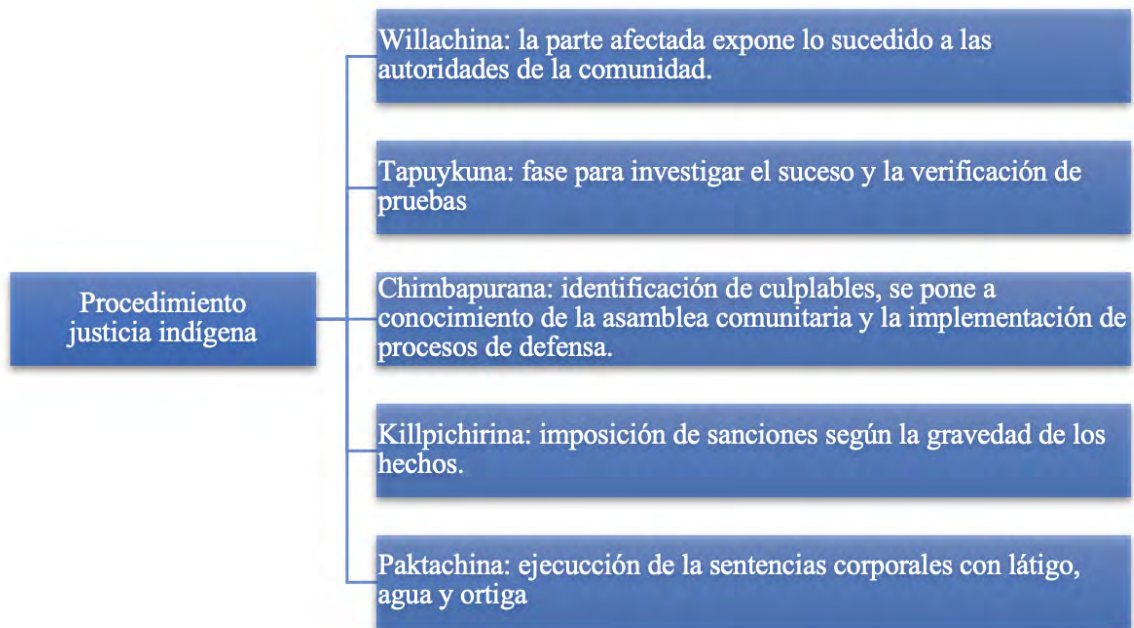 Willachina: la parte afectada expone lo sucedido a las
autoridades de la comunidad.
Tapuykuna: fase para investigar el suceso y la verificación de
pruebas
Procedimiento
justicia indígena
Chimbapurana: identificación de culplables, se pone a
conocimiento de la asamblea comunitaria y la implementación de
procesos de defensa.
Killpichirina: imposición de sanciones según la gravedad de los
hechos.
Paktachina: ejecucción de la sentencias corporales con látigo,
agua y ortiga